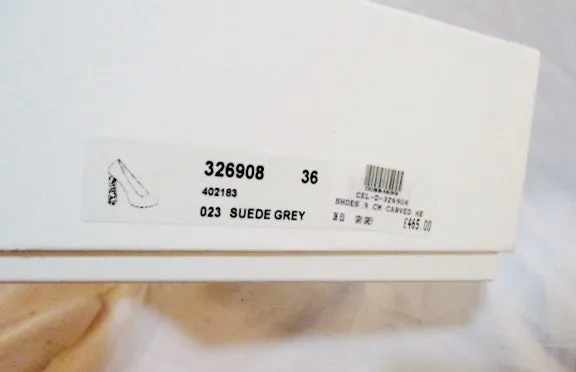 326908 36
402183
023 SUEDE GREY
CEL-D-326908
SHOES 9 CM CARVED HE
£465.00